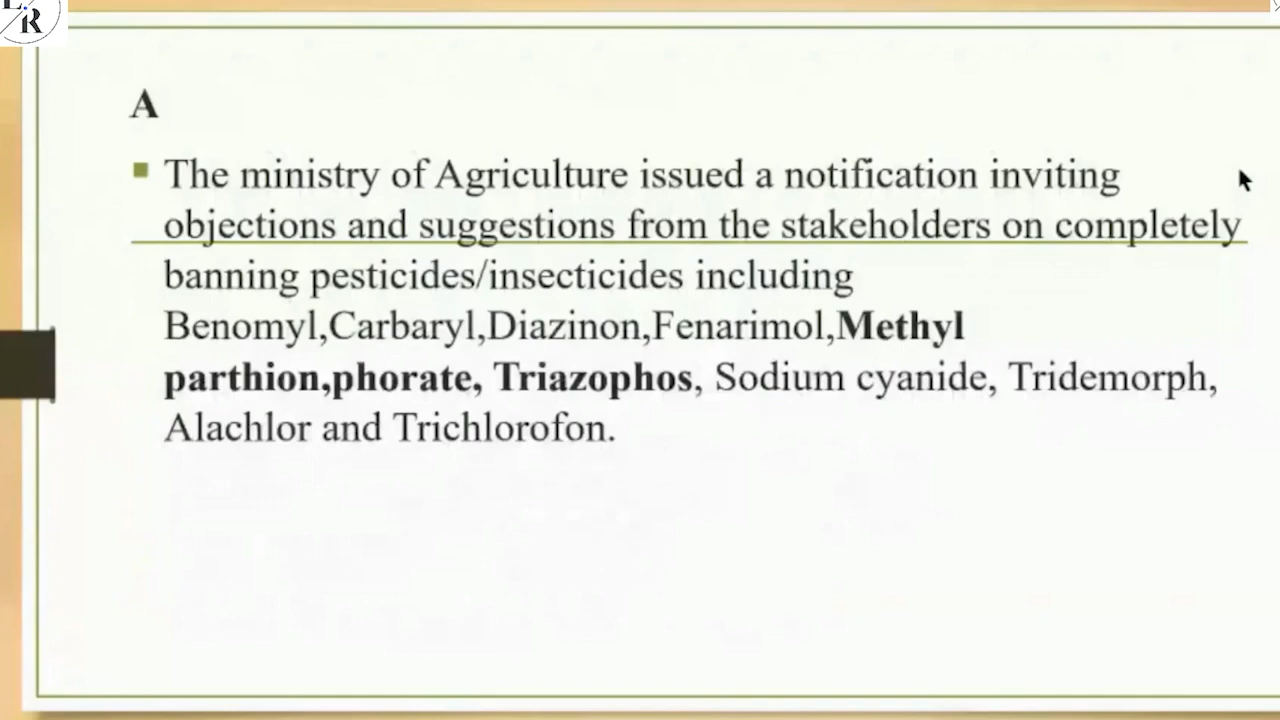 L
R
A
The ministry of Agriculture issued a notification inviting
objections and suggestions from the stakeholders on completely
banning pesticides/insecticides including
Benomyl,Carbaryl,Diazinon,Fenarimol,Methyl
parthion,phorate, Triazophos, Sodium cyanide, Tridemorph,
Alachlor and Trichlorofon.